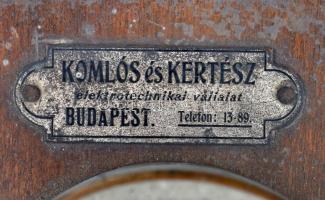 KOMLÓS és KERTÉSZ
elektrotechnikai vállalat
BUDAPEST. Telefon: 13-89.